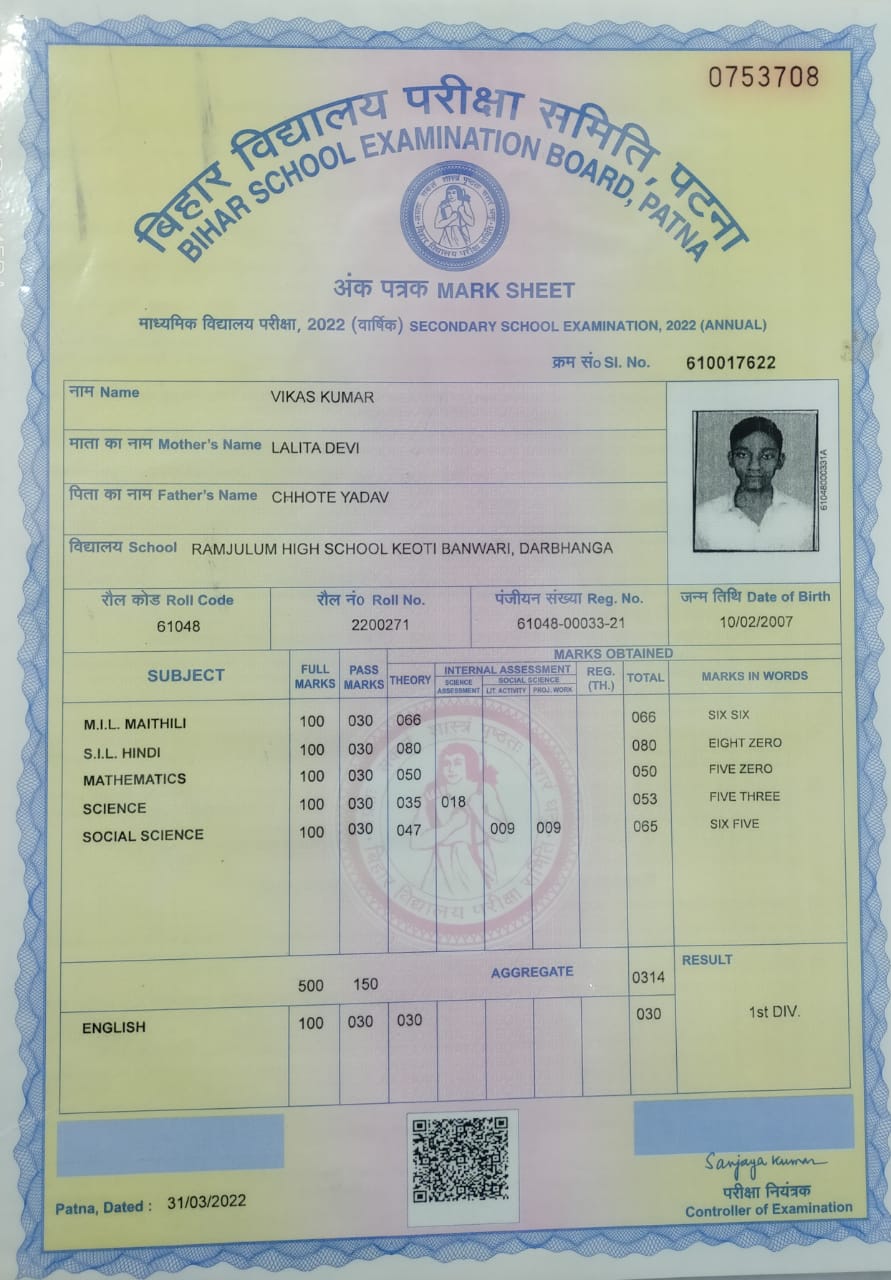 0753708
बिहार विद्यालय परीक्षा समिति, पटना
BIHAR SCHOOL EXAMINATION BOARD, PATNA
अंक पत्रक MARK SHEET
माध्यमिक विद्यालय परीक्षा, 2022 (वार्षिक) SECONDARY SCHOOL EXAMINATION, 2022 (ANNUAL)
क्रम सं० Sl. No. 610017622
नाम Name VIKAS KUMAR
माता का नाम Mother's Name LALITA DEVI
पिता का नाम Father's Name CHHOTE YADAV
विद्यालय School RAMJULUM HIGH SCHOOL KEOTI BANWARI, DARBHANGA
61048000331A
रौल कोड Roll Code रौल नं० Roll No. पंजीयन संख्या Reg. No. जन्म तिथि Date of Birth
61048 2200271 61048-00033-21 10/02/2007
MARKS OBTAINED
SUBJECT FULL MARKS PASS MARKS THEORY INTERNAL ASSESSMENT REG. (TH.) TOTAL MARKS IN WORDS
SCIENCE ASSESSMENT SOCIAL SCIENCE
LIT. ACTIVITY PROJ. WORK
M.I.L. MAITHILI 100 030 066 066 SIX SIX
S.I.L. HINDI 100 030 080 080 EIGHT ZERO
MATHEMATICS 100 030 050 050 FIVE ZERO
SCIENCE 100 030 035 018 053 FIVE THREE
SOCIAL SCIENCE 100 030 047 009 009 065 SIX FIVE
बिहार विद्यालय परीक्षा समिति
500 150 AGGREGATE 0314 RESULT
ENGLISH 100 030 030 030 1st DIV.
Sanjaya Kumar
परीक्षा नियंत्रक
Controller of Examination
Patna, Dated : 31/03/2022